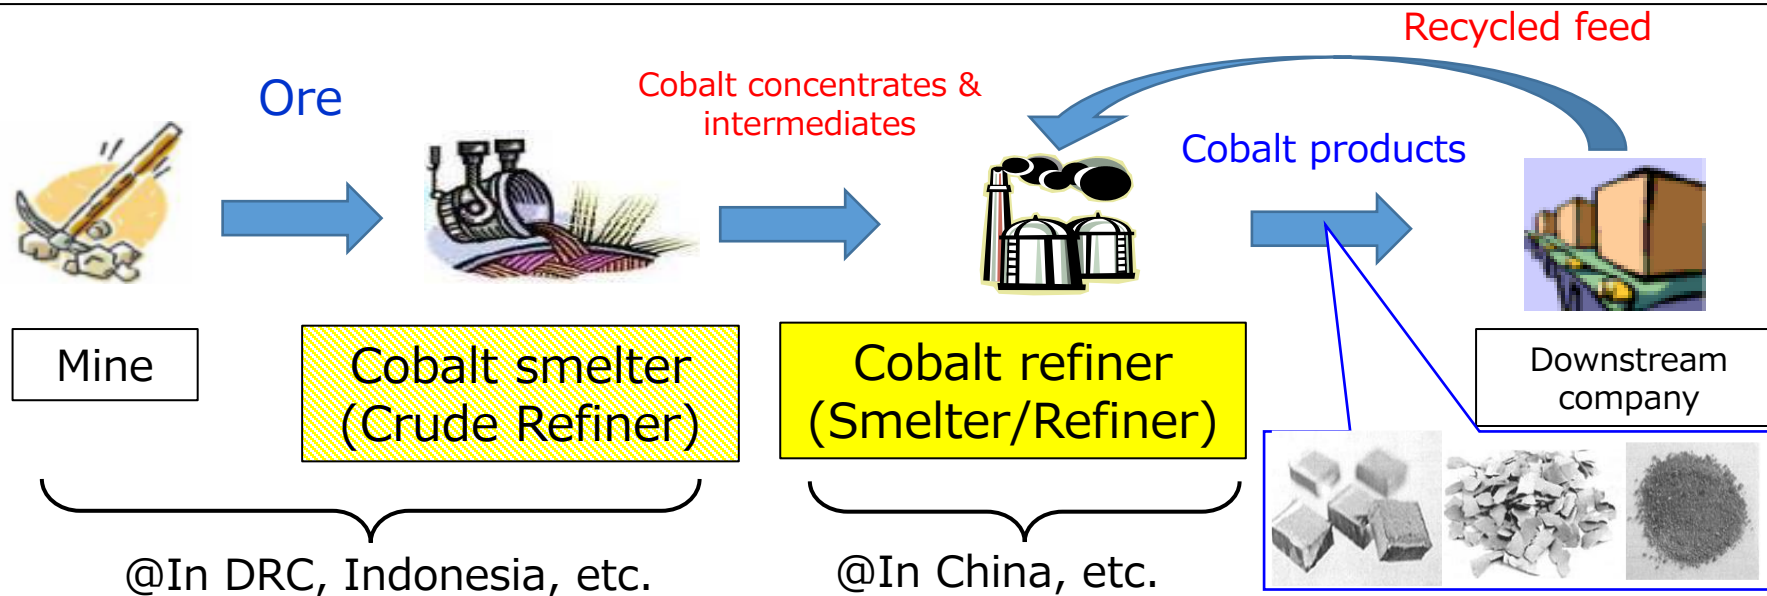 Recycled feed
Ore
Cobalt concentrates &
intermediates
Cobalt products
Mine
Cobalt smelter
(Crude Refiner)
Cobalt refiner
(Smelter/Refiner)
Downstream
company
@In DRC, Indonesia, etc.
@In China, etc.